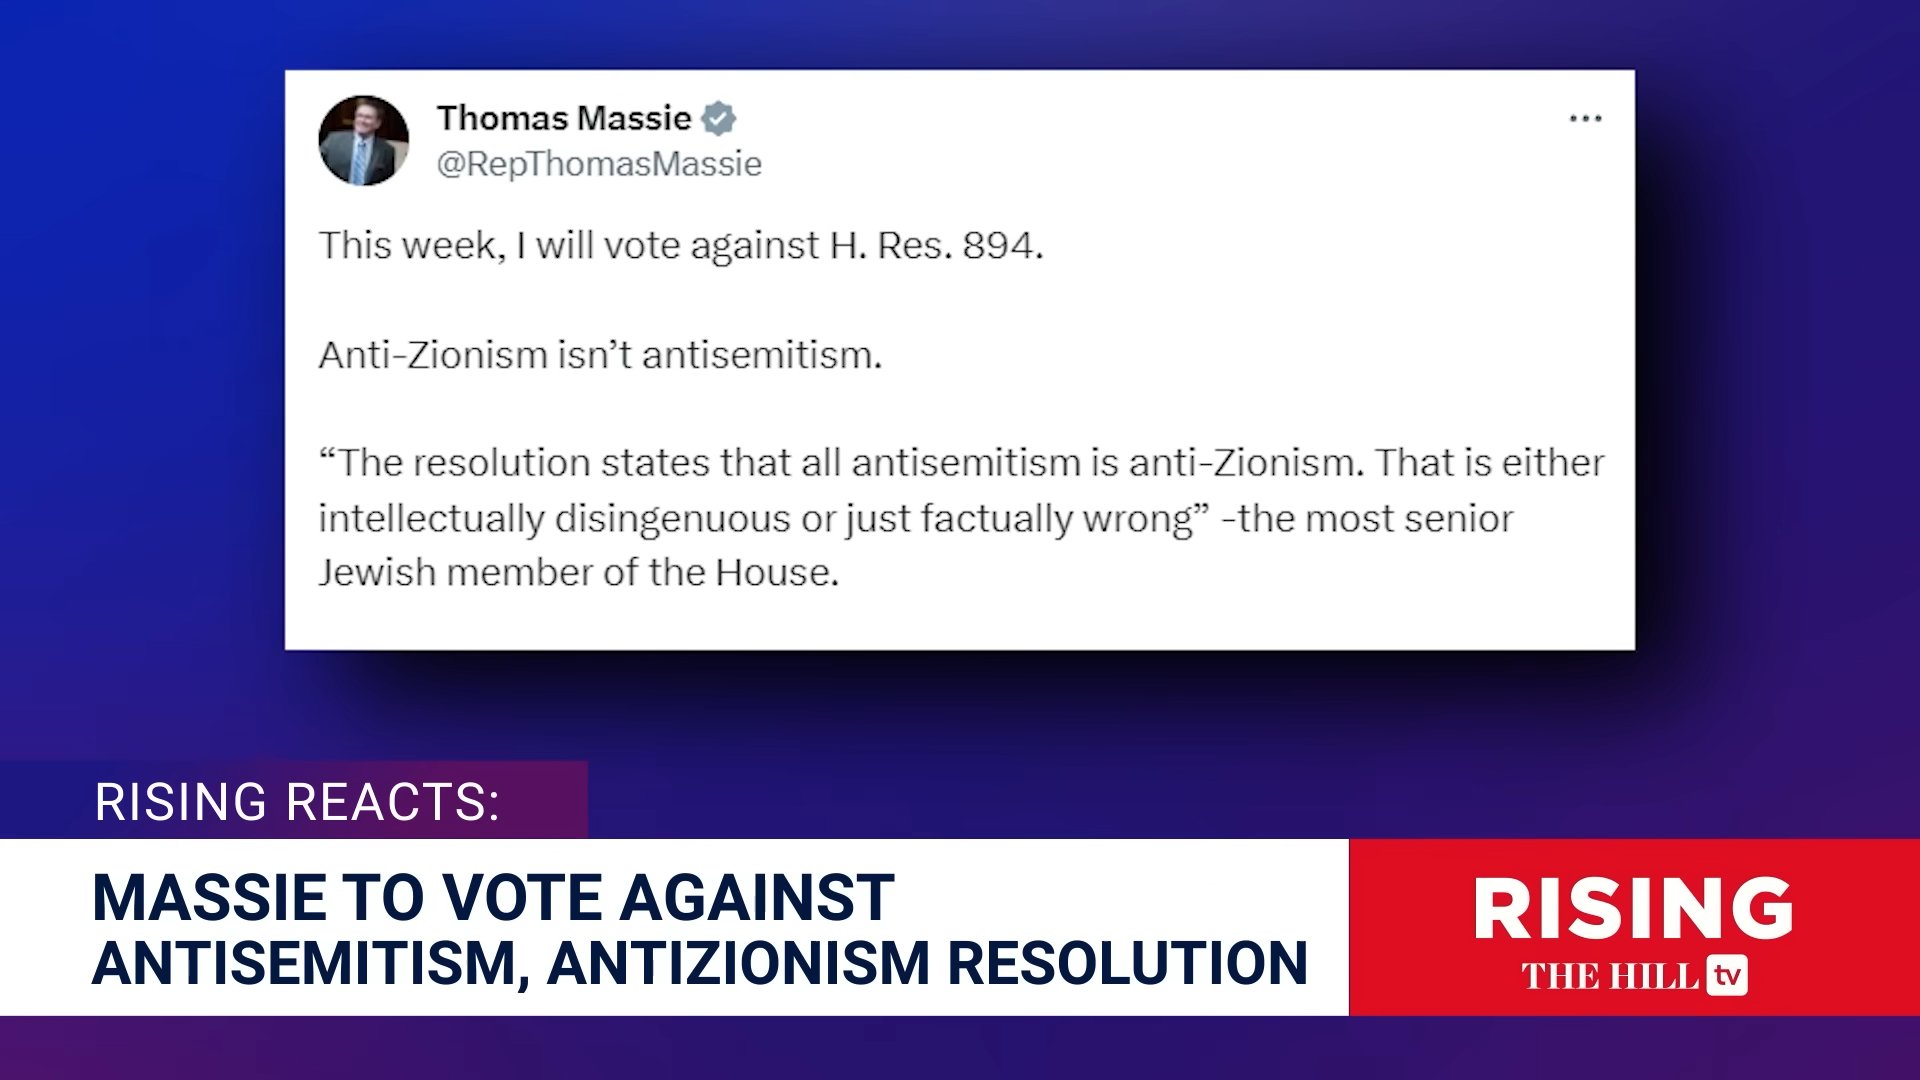 Thomas Massie
@RepThomasMassie
This week, I will vote against H. Res. 894.
Anti-Zionism isn’t antisemitism.
“The resolution states that all antisemitism is anti-Zionism. That is either
intellectually disingenuous or just factually wrong” -the most senior
Jewish member of the House.
RISING REACTS:
MASSIE TO VOTE AGAINST
ANTISEMITISM, ANTIZIONISM RESOLUTION
RISING
THE HILL tv